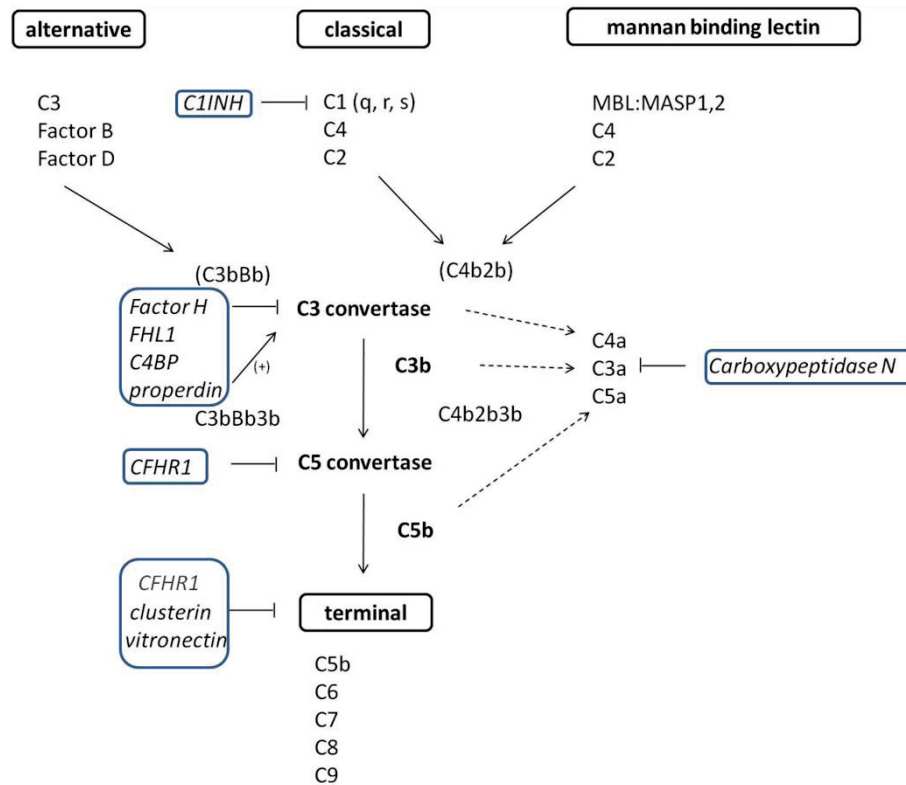 alternative
classical
mannan binding lectin
C3
Factor B
Factor D
C1INH
C1 (q, r, s)
C4
C2
MBL:MASP1,2
C4
C2
(C3bBb)
(C4b2b)
Factor H
FHL1
C4BP
properdin
(+)
C3 convertase
C3b
C4a
C3a
C5a
Carboxypeptidase N
C3bBb3b
C4b2b3b
CFHR1
C5 convertase
C5b
CFHR1
clusterin
vitronectin
terminal
C5b
C6
C7
C8
C9